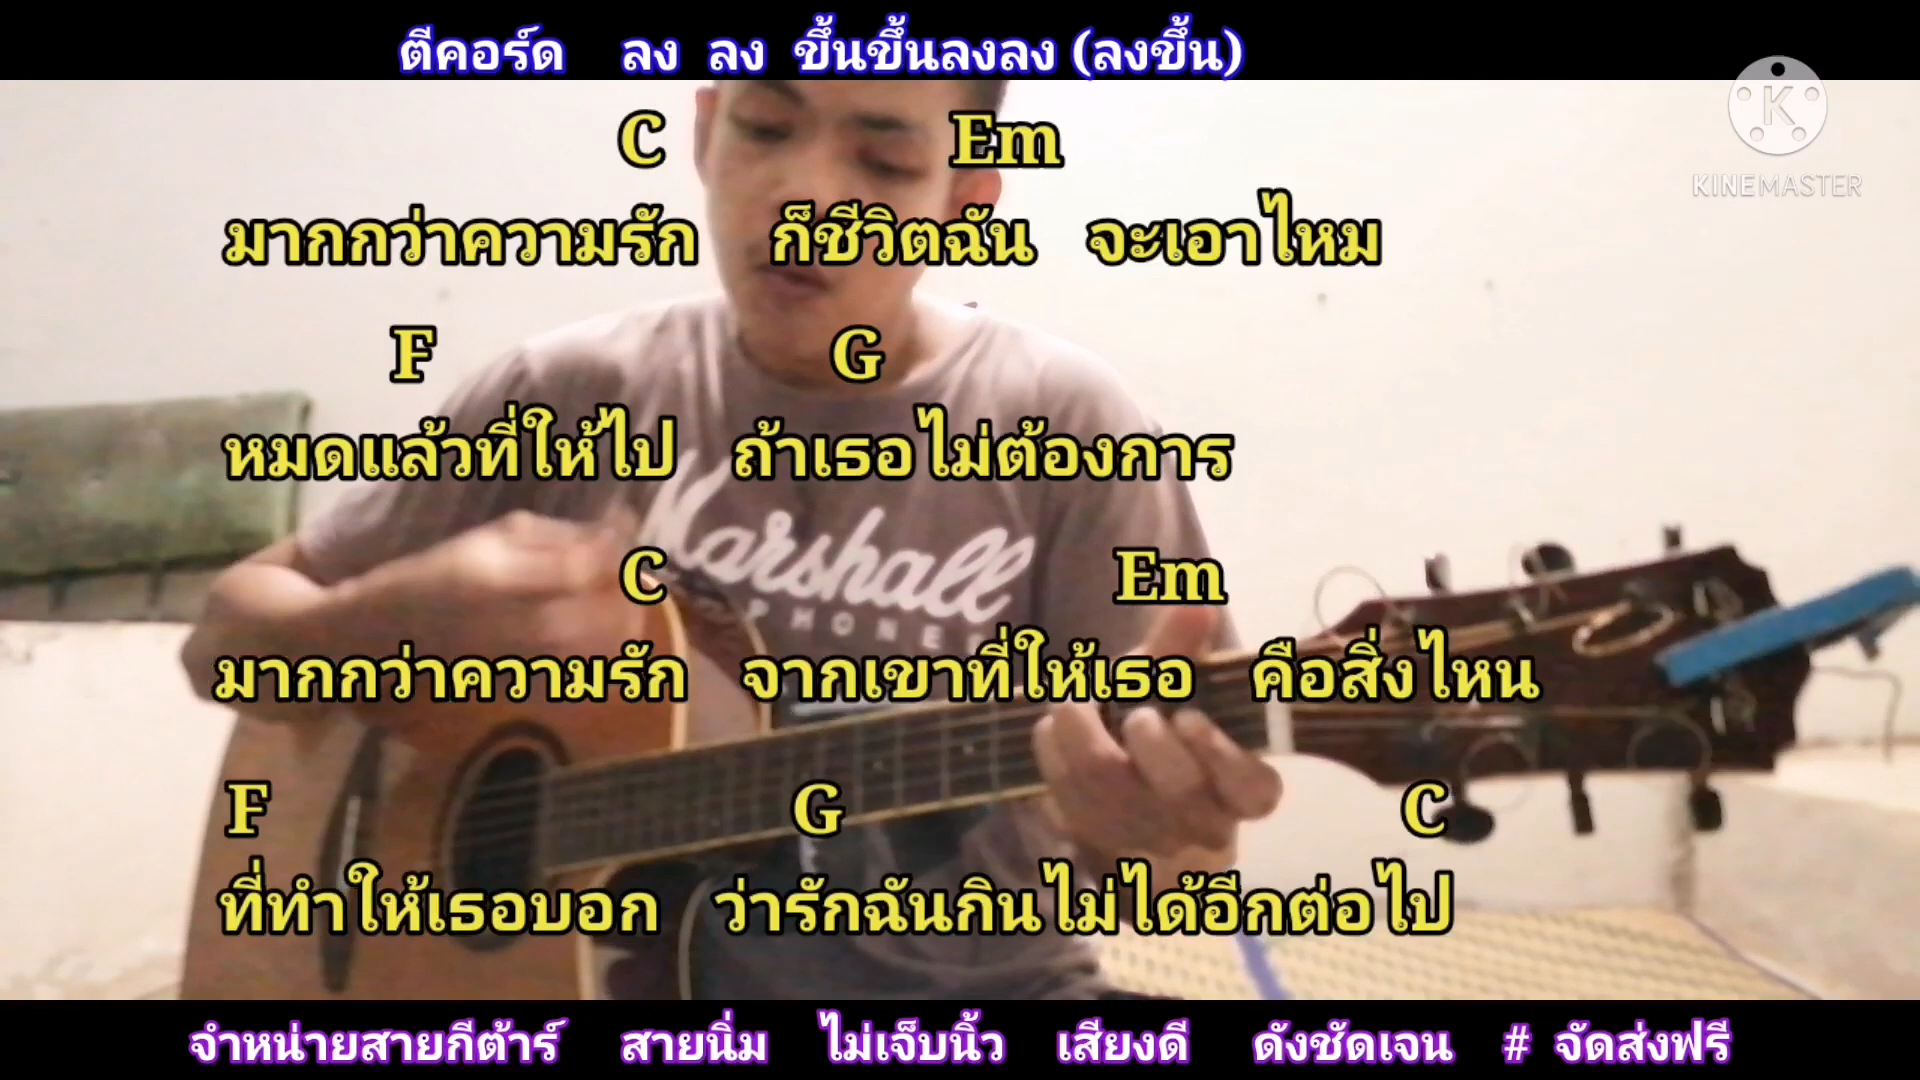 ตีคอร์ด ลง ลง ขึ้นขึ้นลงลง (ลงขึ้น)
K
KINEMASTER
C Em
มากกว่าความรัก ก็ชีวิตฉัน จะเอาไหม
F G
หมดแล้วที่ให้ไป ถ้าเธอไม่ต้องการ
Marshall
C Em
มากกว่าความรัก จากเขาที่ให้เธอ คือสิ่งไหน
F G C
ที่ทำให้เธอบอก ว่ารักฉันกินไม่ได้อีกต่อไป
จำหน่ายสายกีต้าร์ สายนิ่ม ไม่เจ็บนิ้ว เสียงดี ดังชัดเจน # จัดส่งฟรี